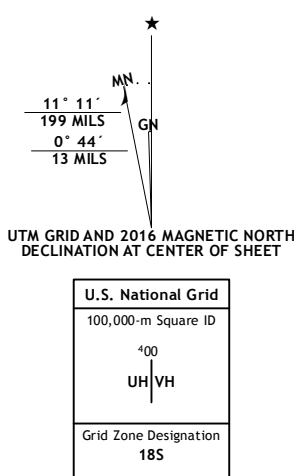 ★
MN
11° 11´
199 MILS
GN
0° 44´
13 MILS
UTM GRID AND 2016 MAGNETIC NORTH
DECLINATION AT CENTER OF SHEET
U.S. National Grid
100,000-m Square ID
⁴00
UH VH
Grid Zone Designation
18S